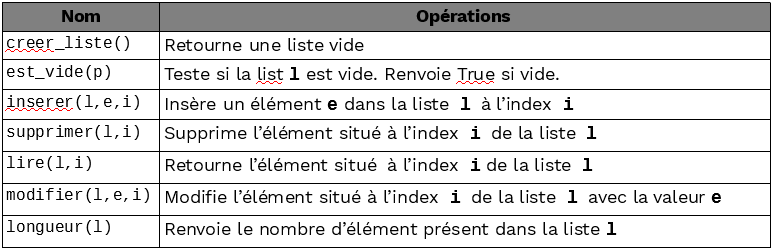 Nom Opérations
creer_liste() Retourne une liste vide
est_vide(p) Teste si la list l est vide. Renvoie True si vide.
inserer(l,e,i) Insère un élément e dans la liste l à l’index i
supprimer(l,i) Supprime l’élément situé à l’index i de la liste l
lire(l,i) Retourne l’élément situé à l’index i de la liste l
modifier(l,e,i) Modifie l’élément situé à l’index i de la liste l avec la valeur e
longueur(l) Renvoie le nombre d’élément présent dans la liste l